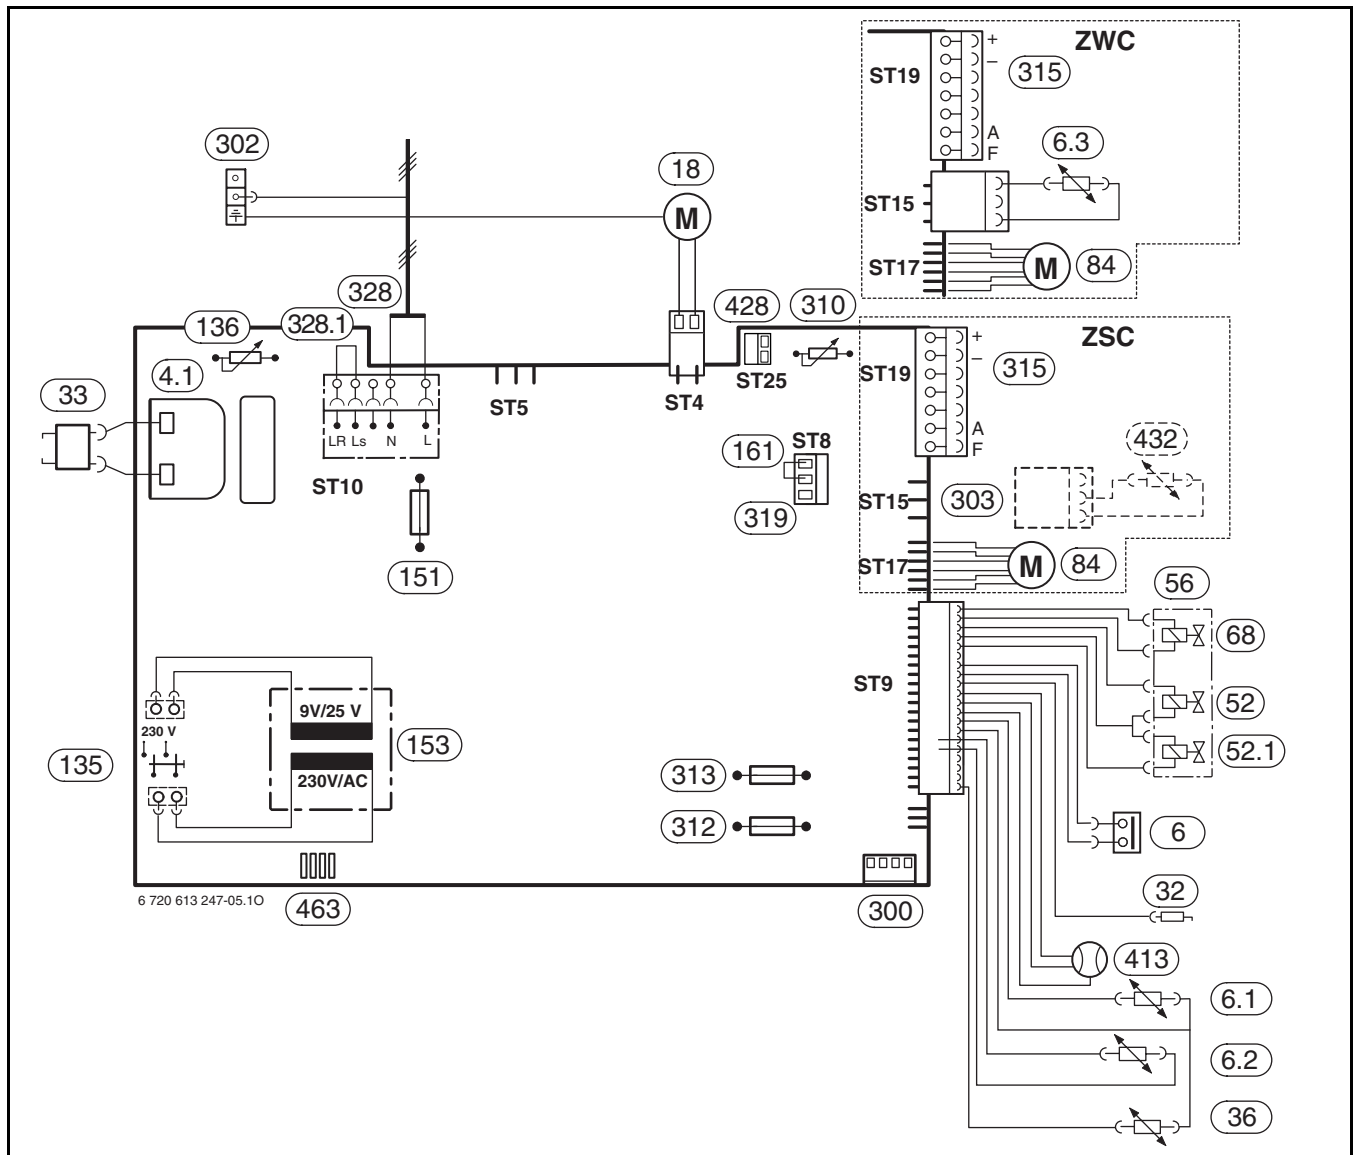 ZWC
+
–
ST19
315
A
F
302
6.3
18
M
ST15
ST17
M
84
328
428
310
136
328.1
ZSC
+
–
4.1
ST25
ST19
315
33
ST5
ST4
A
F
LR Ls N L
ST8
432
161
ST10
ST15
303
319
151
ST17
M
84
56
68
ST9
52
9V/25 V
230 V
153
52.1
135
230V/AC
313
312
6
6 720 613 247-05.1O
463
300
32
413
6.1
6.2
36